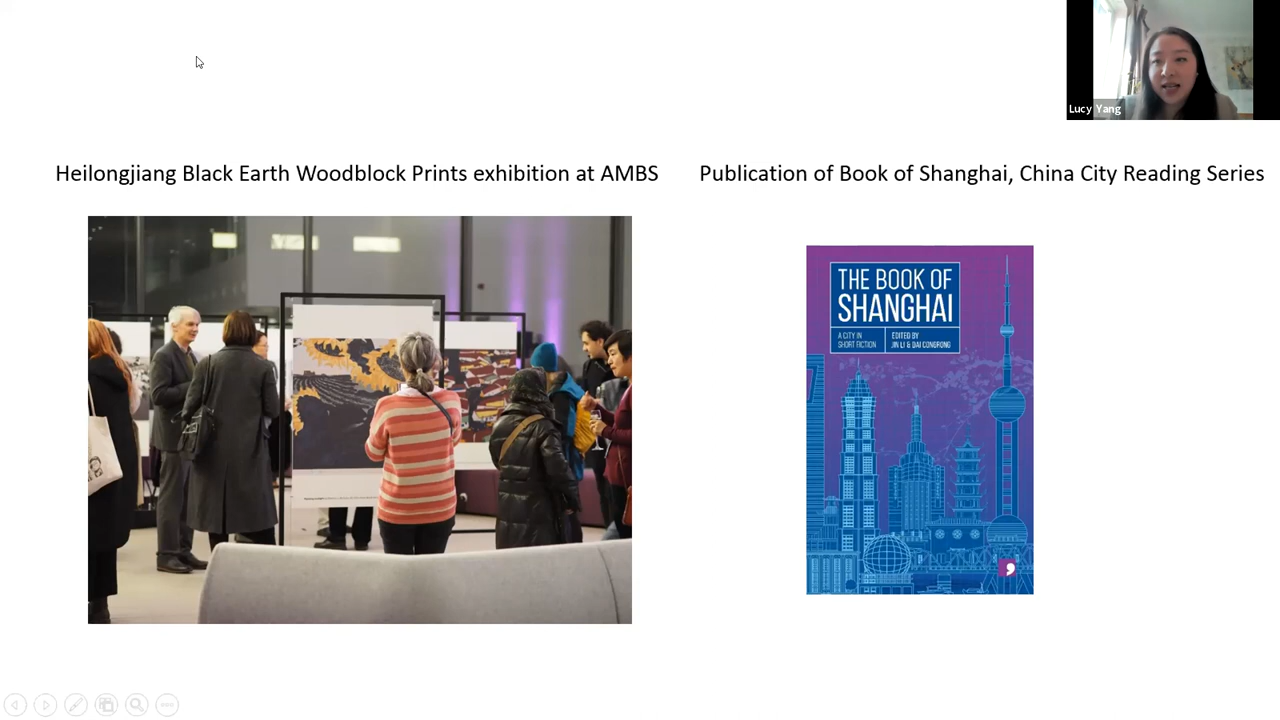 Lucy Yang
Heilongjiang Black Earth Woodblock Prints exhibition at AMBS
Publication of Book of Shanghai, China City Reading Series
THE BOOK OF
SHANGHAI
A CITY IN
SHORT FICTION
EDITED BY
JIN LI & DAI CONGRONG